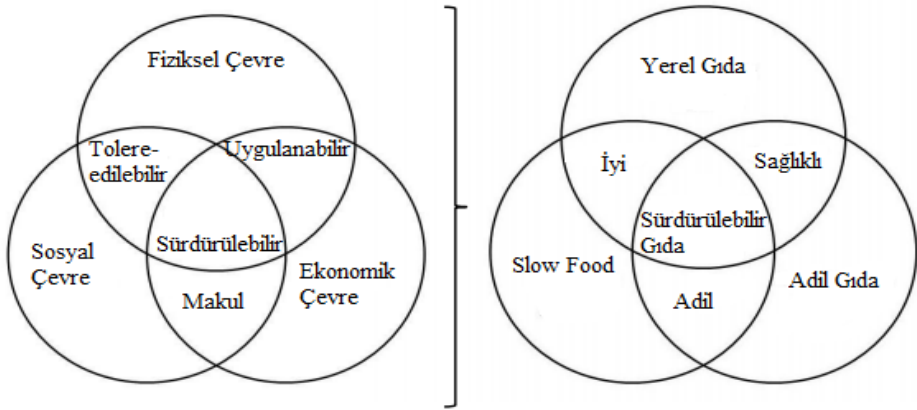 Fiziksel Çevre
Tolere-
edilebilir
Uygulanabilir
Sürdürülebilir
Sosyal
Çevre
Ekonomik
Çevre
Makul
Yerel Gıda
İyi
Sağlıklı
Sürdürülebilir
Gıda
Slow Food
Adil Gıda
Adil